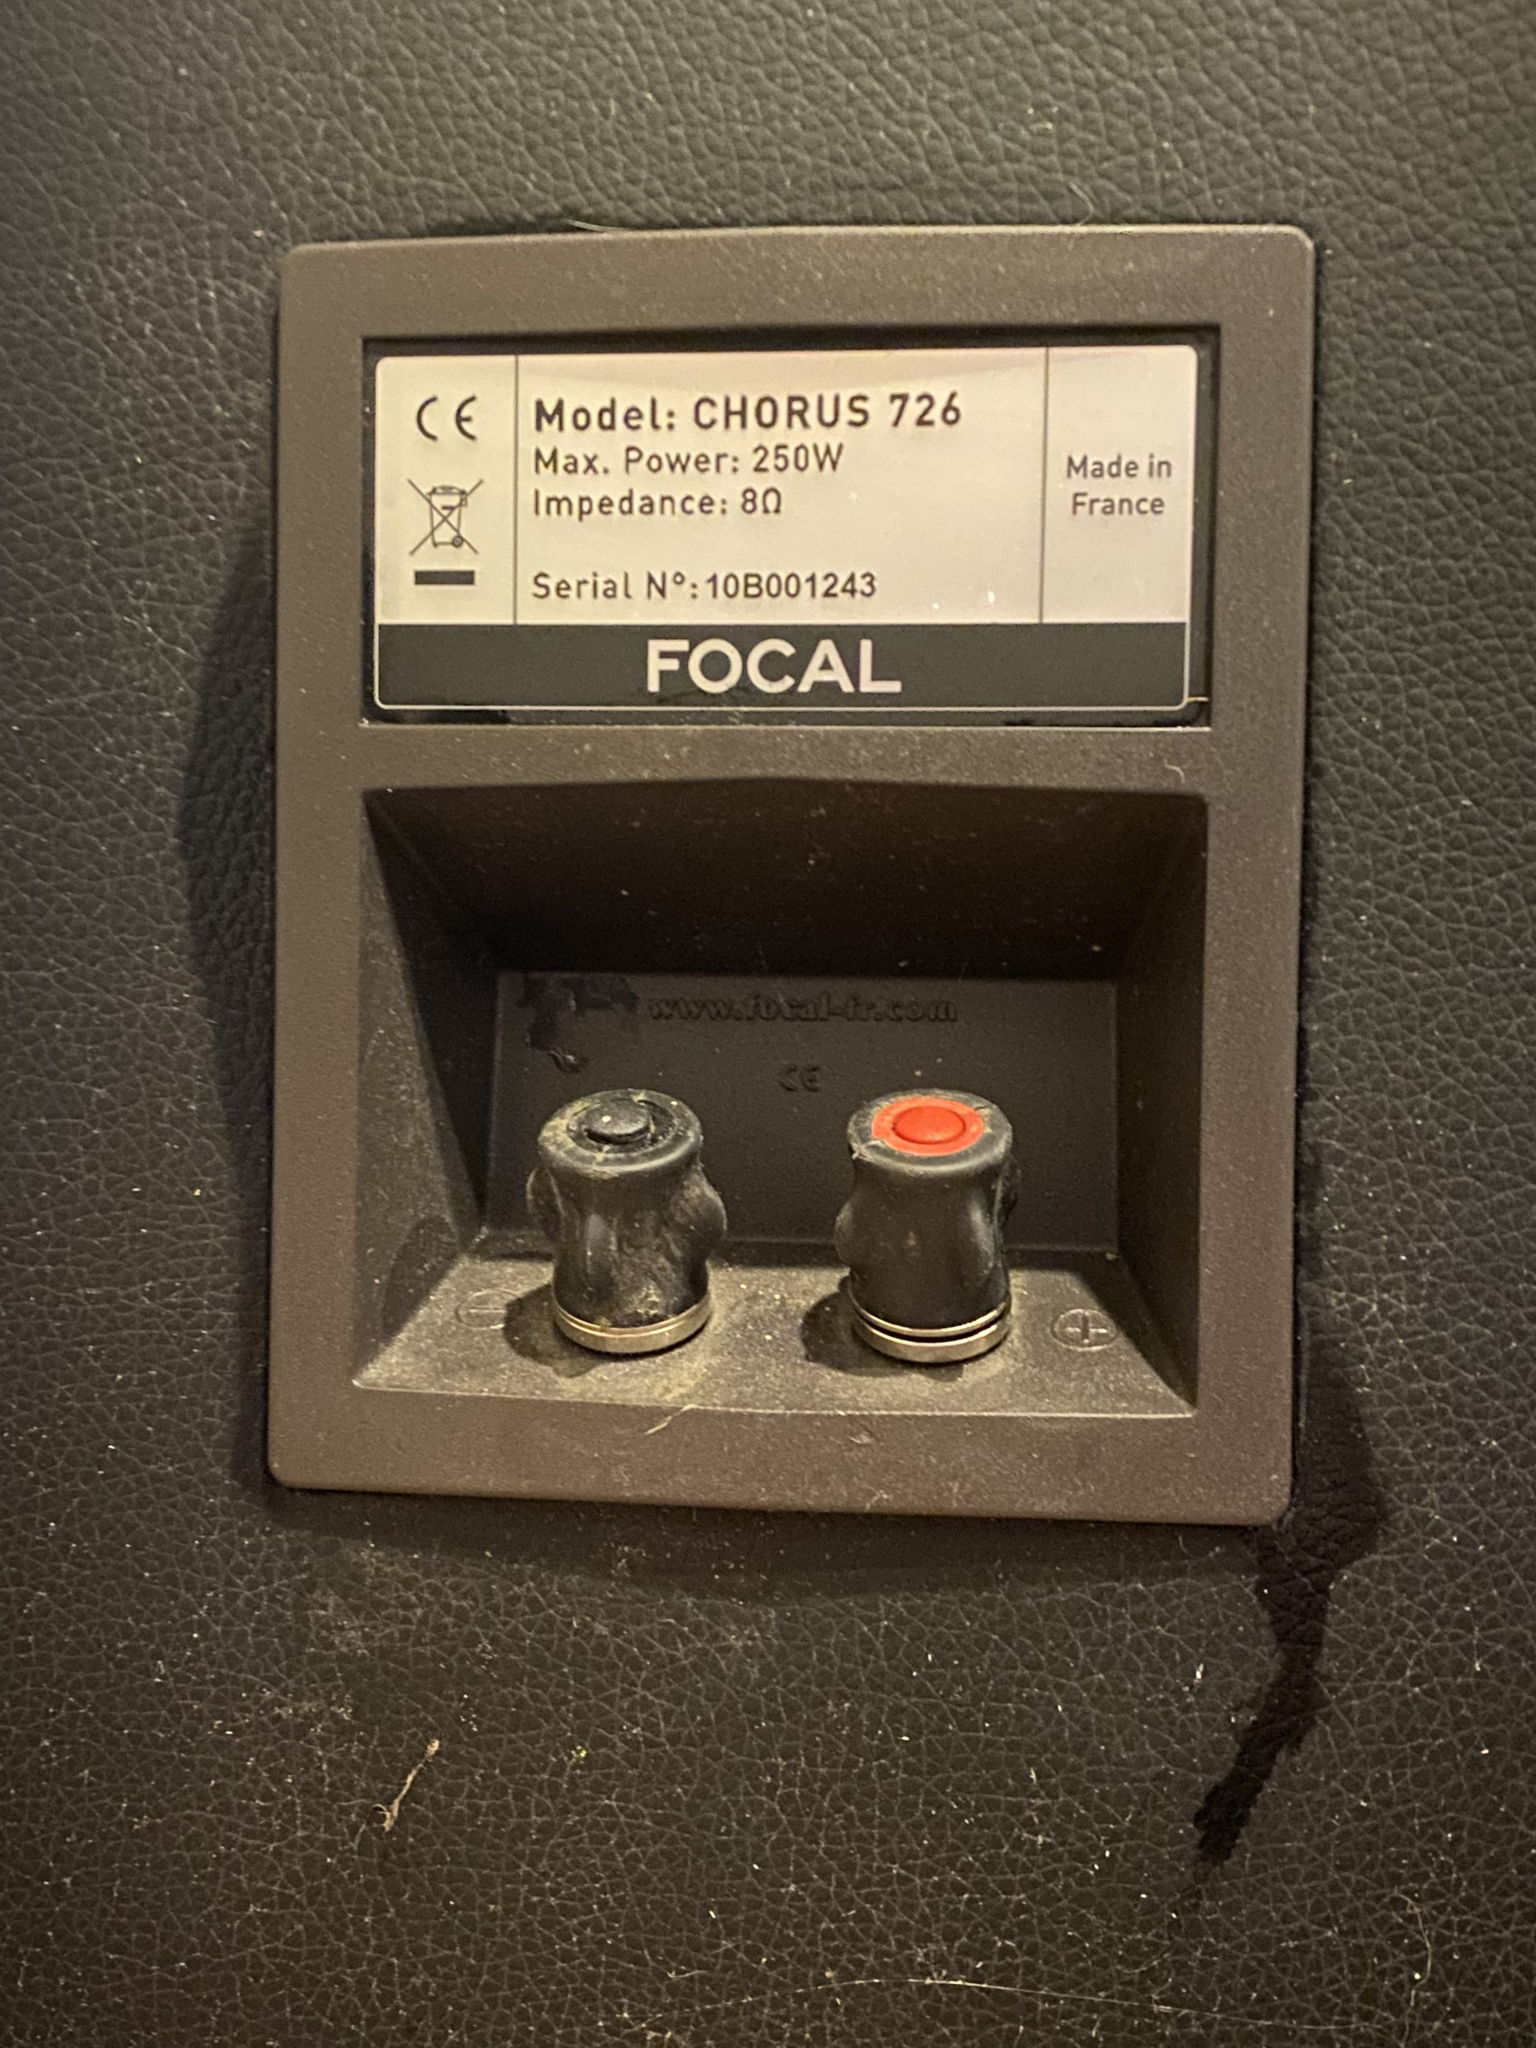 CE
Model: CHORUS 726
Max. Power: 250W
Impedance: 8Ω
Serial N°:10B001243
Made in
France
FOCAL
www.focal-fr.com
CE